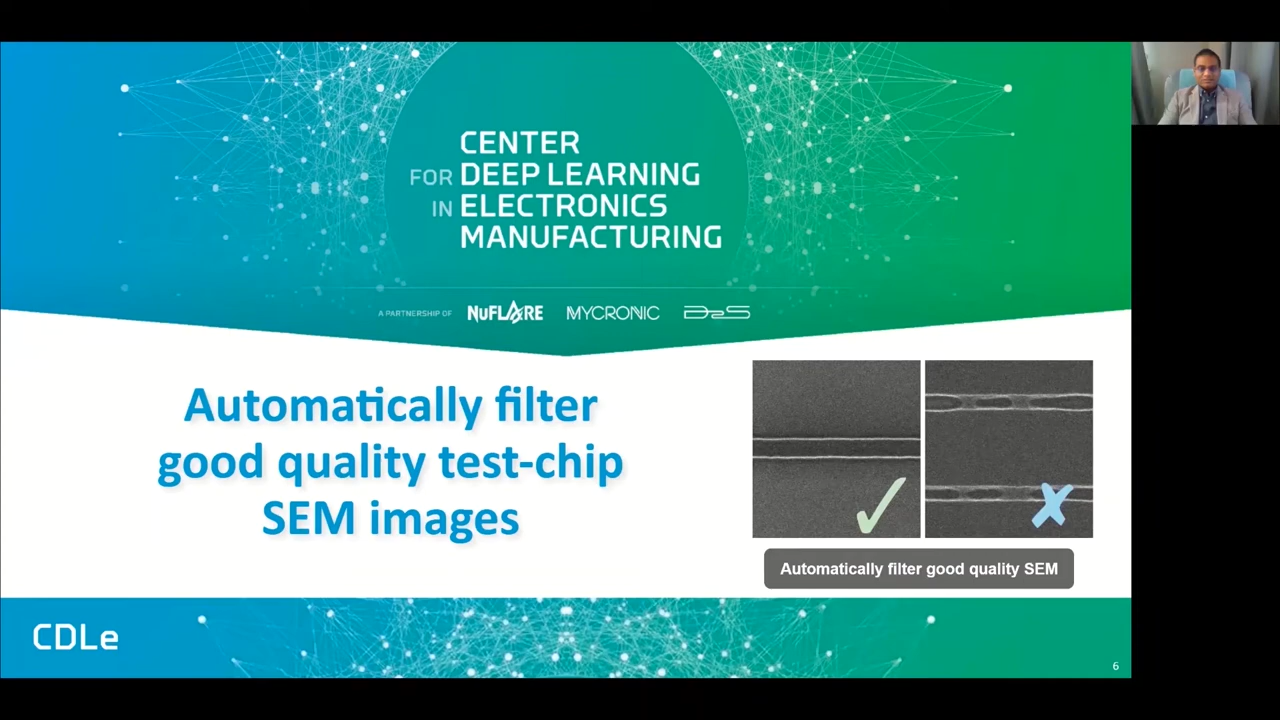 CENTER
FOR DEEP LEARNING
IN ELECTRONICS
MANUFACTURING
A PARTNERSHIP OF NUFLARE MYCRONIC D2S
Automatically filter
good quality test-chip
SEM images
Automatically filter good quality SEM
CDLe
6